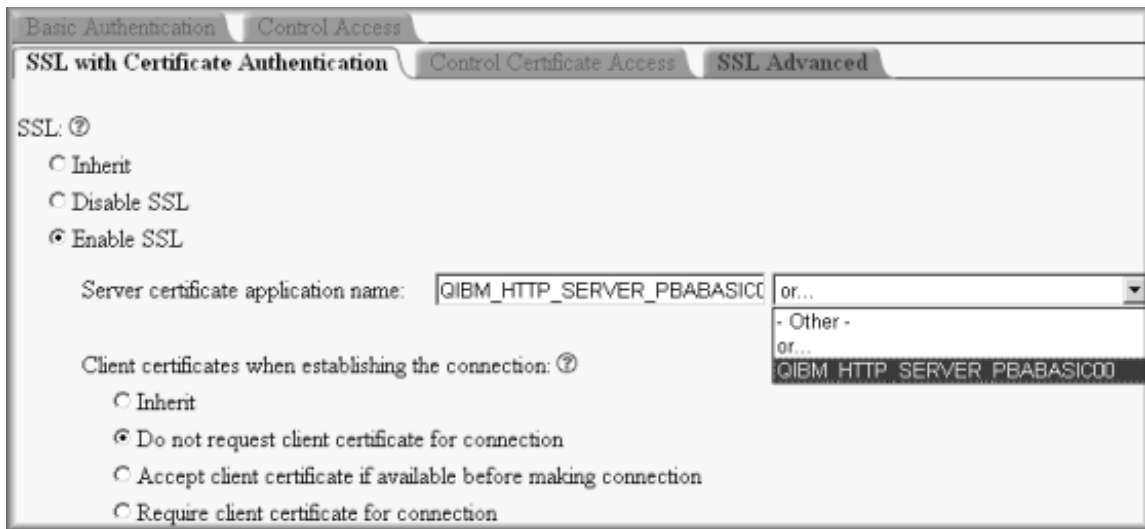 Basic Authentication Control Access
SSL with Certificate Authentication Control Certificate Access SSL Advanced
SSL: ?
Inherit
Disable SSL
Enable SSL
Server certificate application name: QIBM_HTTP_SERVER_PBABASIC0 or...
- Other -
or...
QIBM_HTTP_SERVER_PBABASIC00
Client certificates when establishing the connection: ?
Inherit
Do not request client certificate for connection
Accept client certificate if available before making connection
Require client certificate for connection